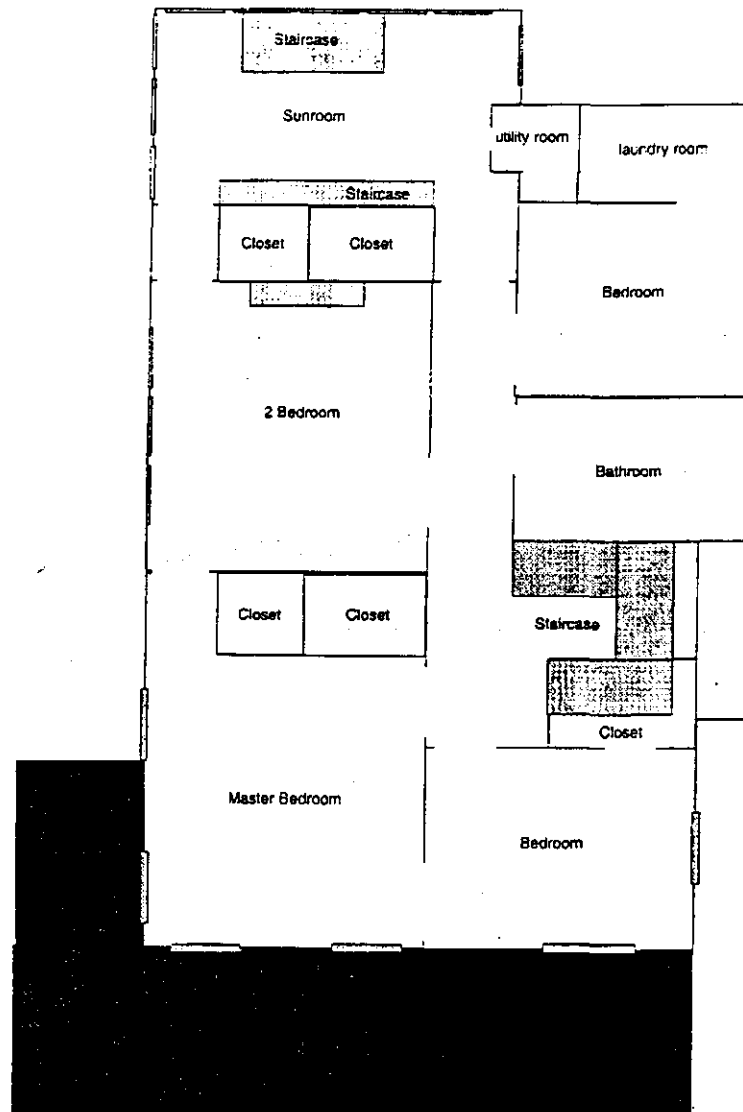 Staircase
Sunroom
utility room
laundry room
Staircase
Closet
Closet
Bedroom
2 Bedroom
Bathroom
Closet
Closet
Staircase
Closet
Master Bedroom
Bedroom